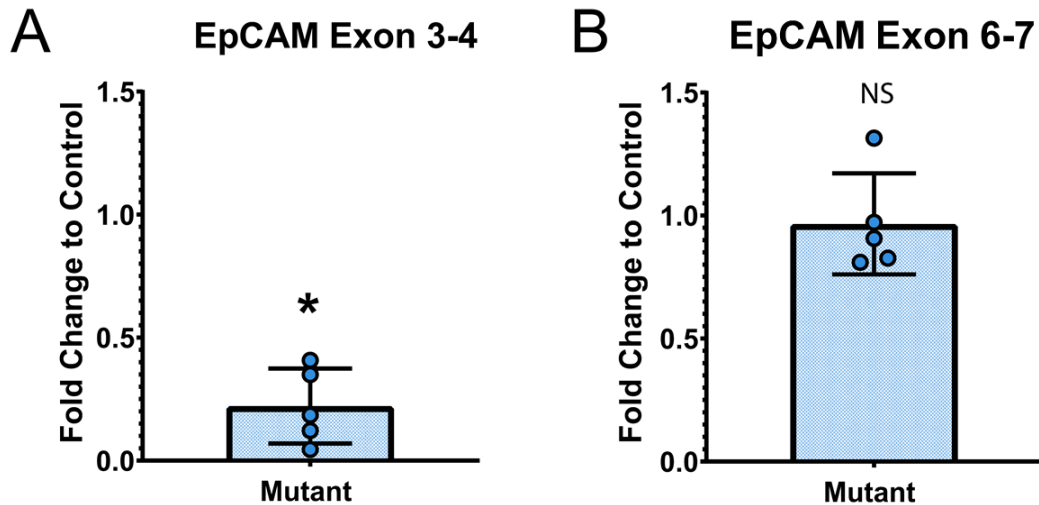 A
EpCAM Exon 3-4
Fold Change to Control
1.5
1.0
0.5
0.0
*
Mutant
B
EpCAM Exon 6-7
Fold Change to Control
1.5
1.0
0.5
0.0
NS
Mutant